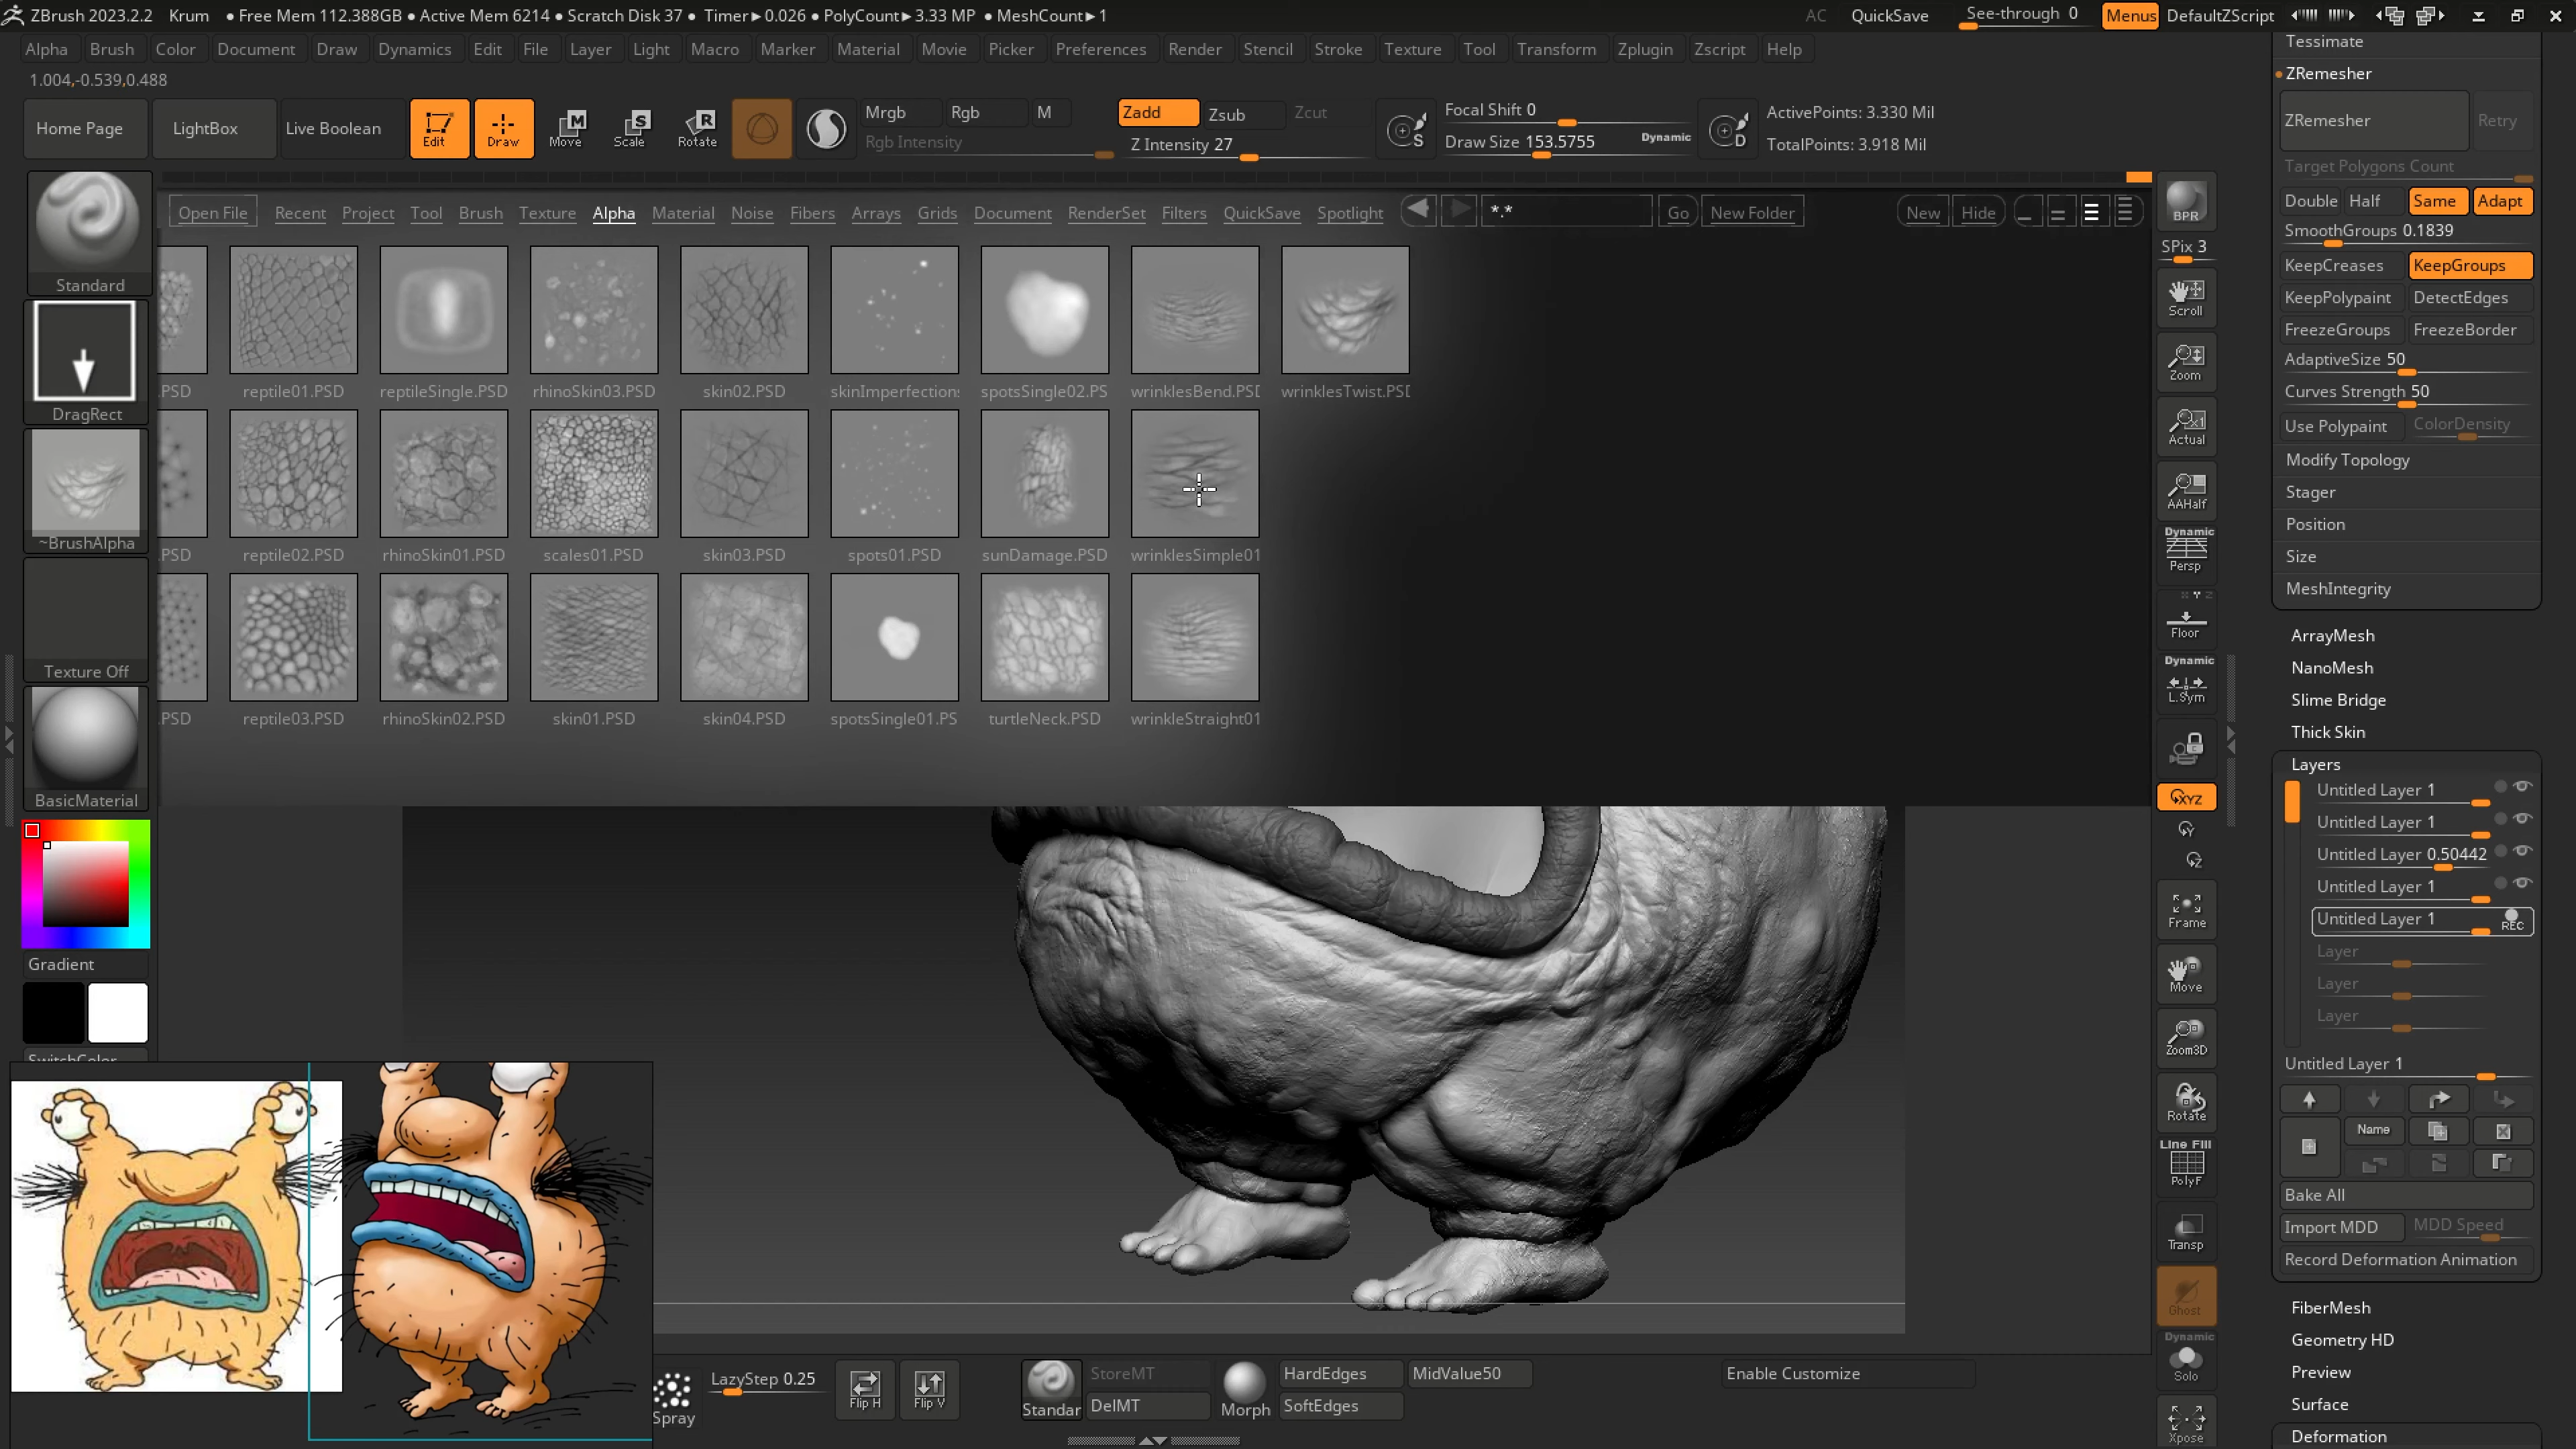 ZBrush 2023.2.2 Krum ● Free Mem 112.388GB ● Active Mem 6214 ● Scratch Disk 37 ● Timer►0.026 ● PolyCount►3.33 MP ● MeshCount►1 AC QuickSave See-through 0 Menus DefaultZScript
Alpha Brush Color Document Draw Dynamics Edit File Layer Light Macro Marker Material Movie Picker Preferences Render Stencil Stroke Texture Tool Transform Zplugin Zscript Help
1.004,-0.539,0.488
Home Page LightBox Live Boolean Edit Draw Move Scale Rotate
M S R
Mrgb Rgb M
Rgb Intensity
Zadd Zsub Zcut
Z Intensity 27
S
Focal Shift 0
Draw Size 153.5755 Dynamic
D
ActivePoints: 3.330 Mil
TotalPoints: 3.918 Mil
Standard
DragRect
~BrushAlpha
Texture Off
BasicMaterial
Gradient
SwitchColor
Open File Recent Project Tool Brush Texture Alpha Material Noise Fibers Arrays Grids Document RenderSet Filters QuickSave Spotlight *.* Go New Folder New Hide
.PSD reptile01.PSD reptileSingle.PSD rhinoSkin03.PSD skin02.PSD skinImperfections spotsSingle02.PS wrinklesBend.PSD wrinklesTwist.PSD
.PSD reptile02.PSD rhinoSkin01.PSD scales01.PSD skin03.PSD spots01.PSD sunDamage.PSD wrinklesSimple01
.PSD reptile03.PSD rhinoSkin02.PSD skin01.PSD skin04.PSD spotsSingle01.PS turtleNeck.PSD wrinkleStraight01
Spray
LazyStep 0.25
Flip H
Flip V
Standar
StoreMT
DelMT
Morph
HardEdges
SoftEdges
MidValue50
Enable Customize
BPR
SPix 3
Scroll
Zoom
x1
Actual
AAHalf
Dynamic
Persp
Floor
Dynamic
L.Sym
XYZ
Y
Z
Frame
Move
Zoom3D
Rotate
Line Fill
PolyF
Transp
Ghost
Dynamic
Solo
Xpose
Tessimate
ZRemesher
ZRemesher Retry
Target Polygons Count
Double Half Same Adapt
SmoothGroups 0.1839
KeepCreases KeepGroups
KeepPolypaint DetectEdges
FreezeGroups FreezeBorder
AdaptiveSize 50
Curves Strength 50
Use Polypaint ColorDensity
Modify Topology
Stager
Position
Size
MeshIntegrity
ArrayMesh
NanoMesh
Slime Bridge
Thick Skin
Layers
Untitled Layer 1
Untitled Layer 1
Untitled Layer 0.50442
Untitled Layer 1
Untitled Layer 1 REC
Layer
Layer
Layer
Untitled Layer 1
Name
Bake All
Import MDD MDD Speed
Record Deformation Animation
FiberMesh
Geometry HD
Preview
Surface
Deformation